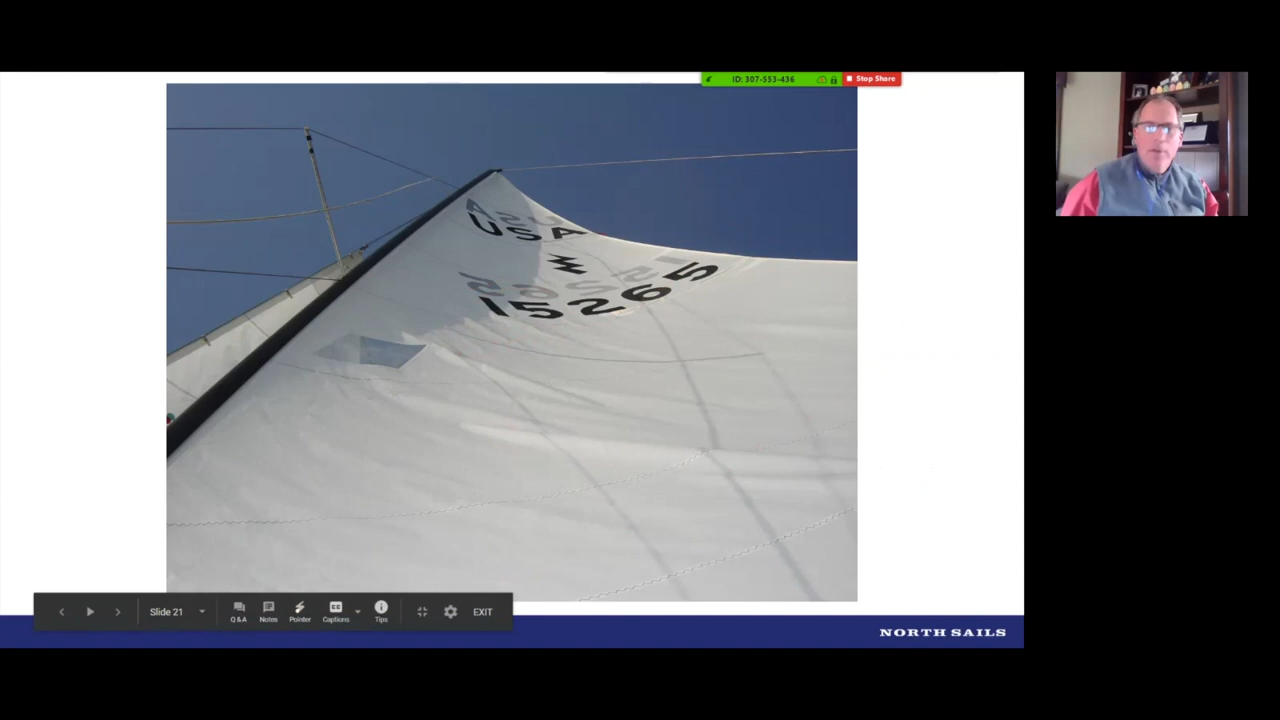 ID: 307-553-436
Stop Share
USA
15265
Slide 21
Q&A
Notes
Pointer
Captions
Tips
EXIT
NORTH SAILS